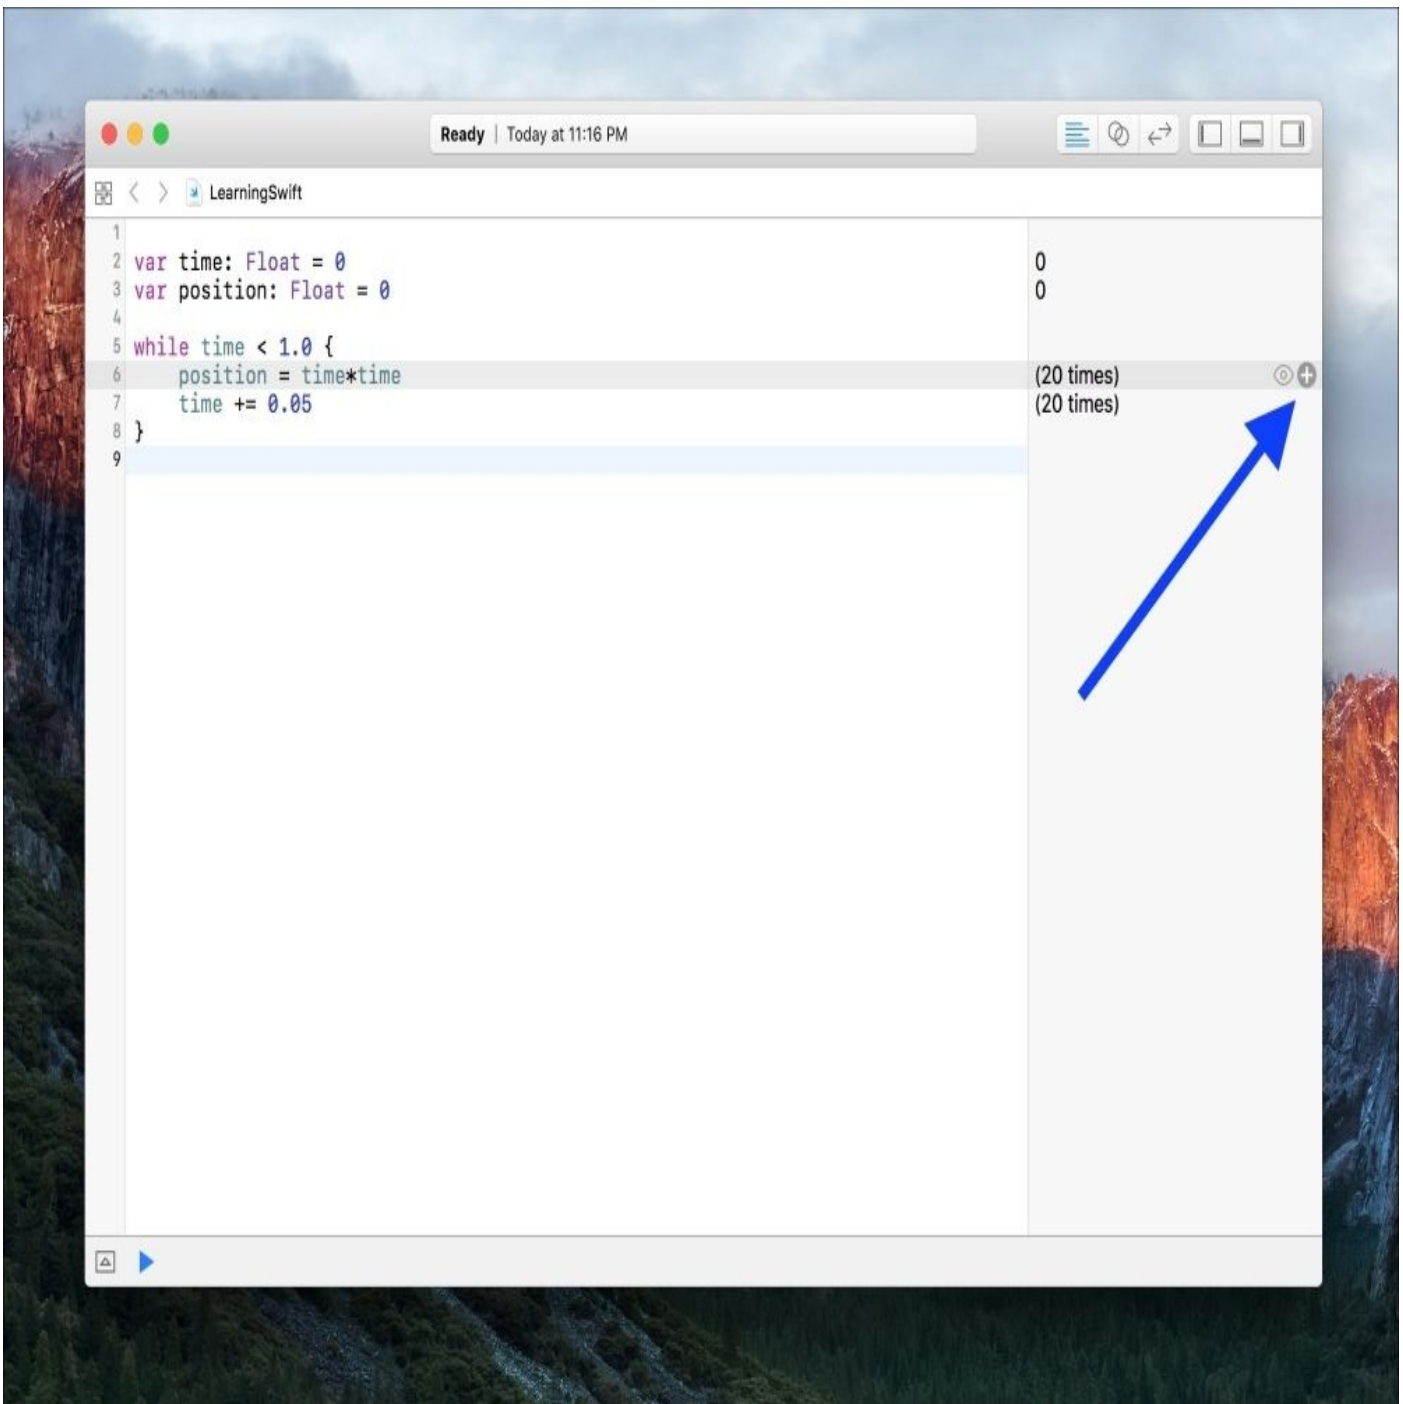 Ready | Today at 11:16 PM
LearningSwift
1
2 var time: Float = 0 0
3 var position: Float = 0 0
4
5 while time < 1.0 {
6     position = time*time (20 times)
7     time += 0.05 (20 times)
8 }
9